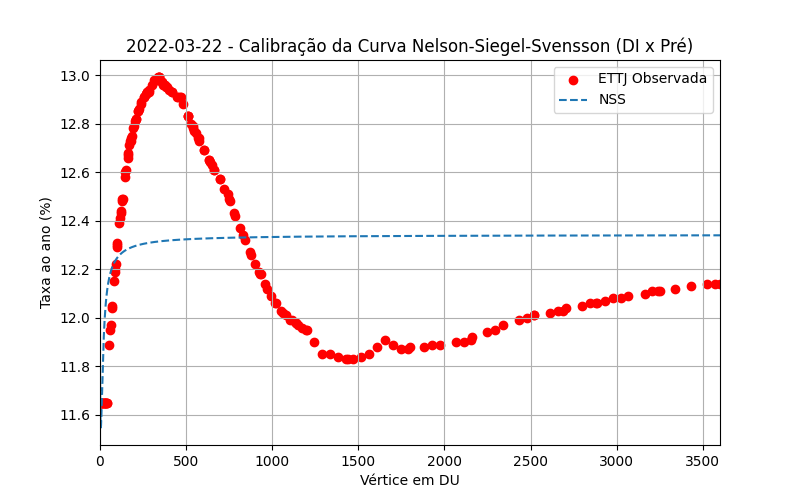 2022-03-22 - Calibração da Curva Nelson-Siegel-Svensson (DI x Pré)
ETTJ Observada
NSS
Taxa ao ano (%)
13.0
12.8
12.6
12.4
12.2
12.0
11.8
11.6
0 500 1000 1500 2000 2500 3000 3500
Vértice em DU